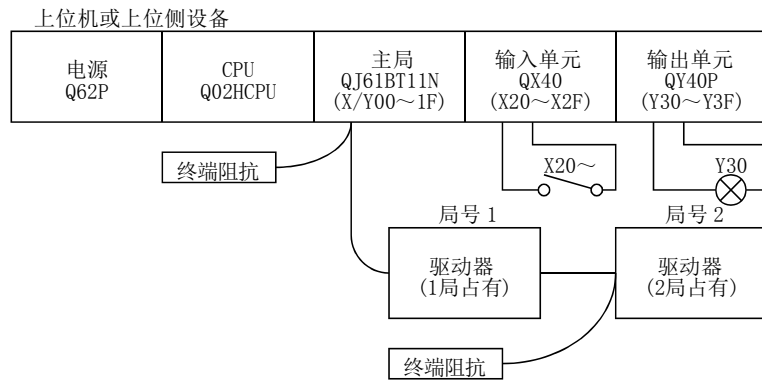 上位机或上位侧设备
电源
Q62P
CPU
Q02HCPU
主局
QJ61BT11N
(X/Y00～1F)
输入单元
QX40
(X20～X2F)
输出单元
QY40P
(Y30～Y3F)
终端阻抗
X20～
Y30
局号 1
局号 2
驱动器
(1局占有)
驱动器
(2局占有)
终端阻抗